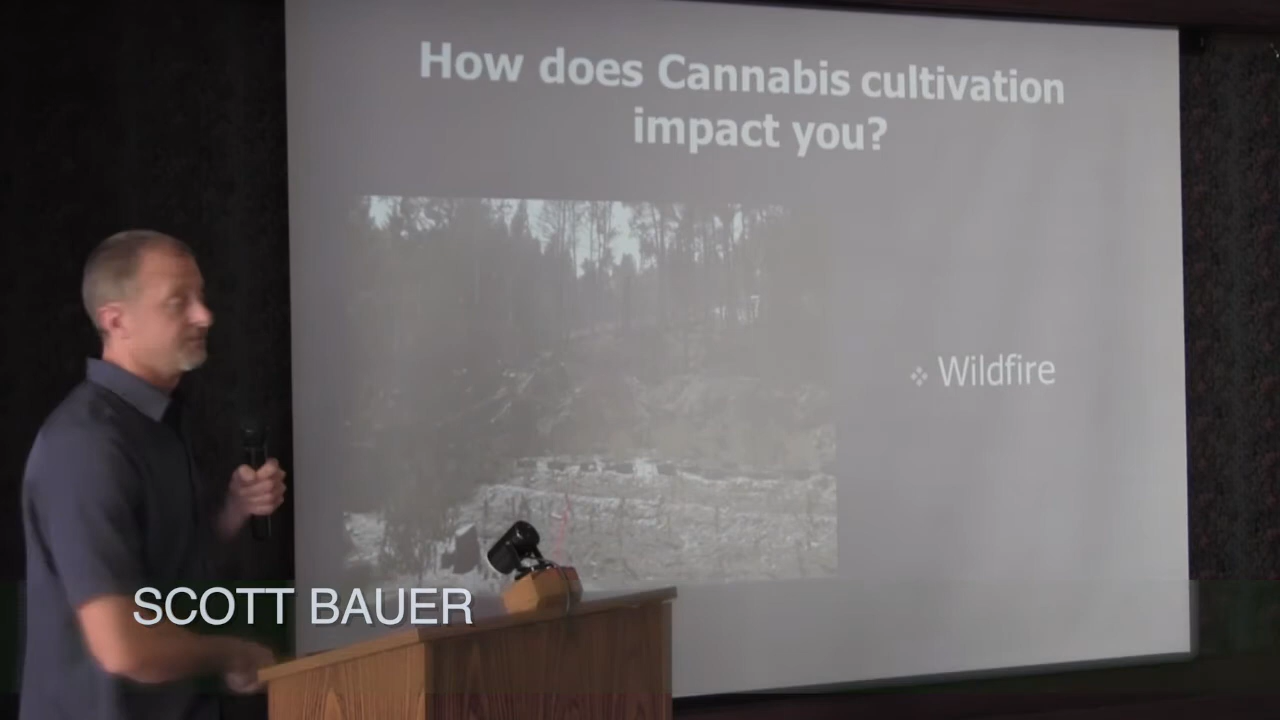 How does Cannabis cultivation
impact you?
❖ Wildfire
SCOTT BAUER